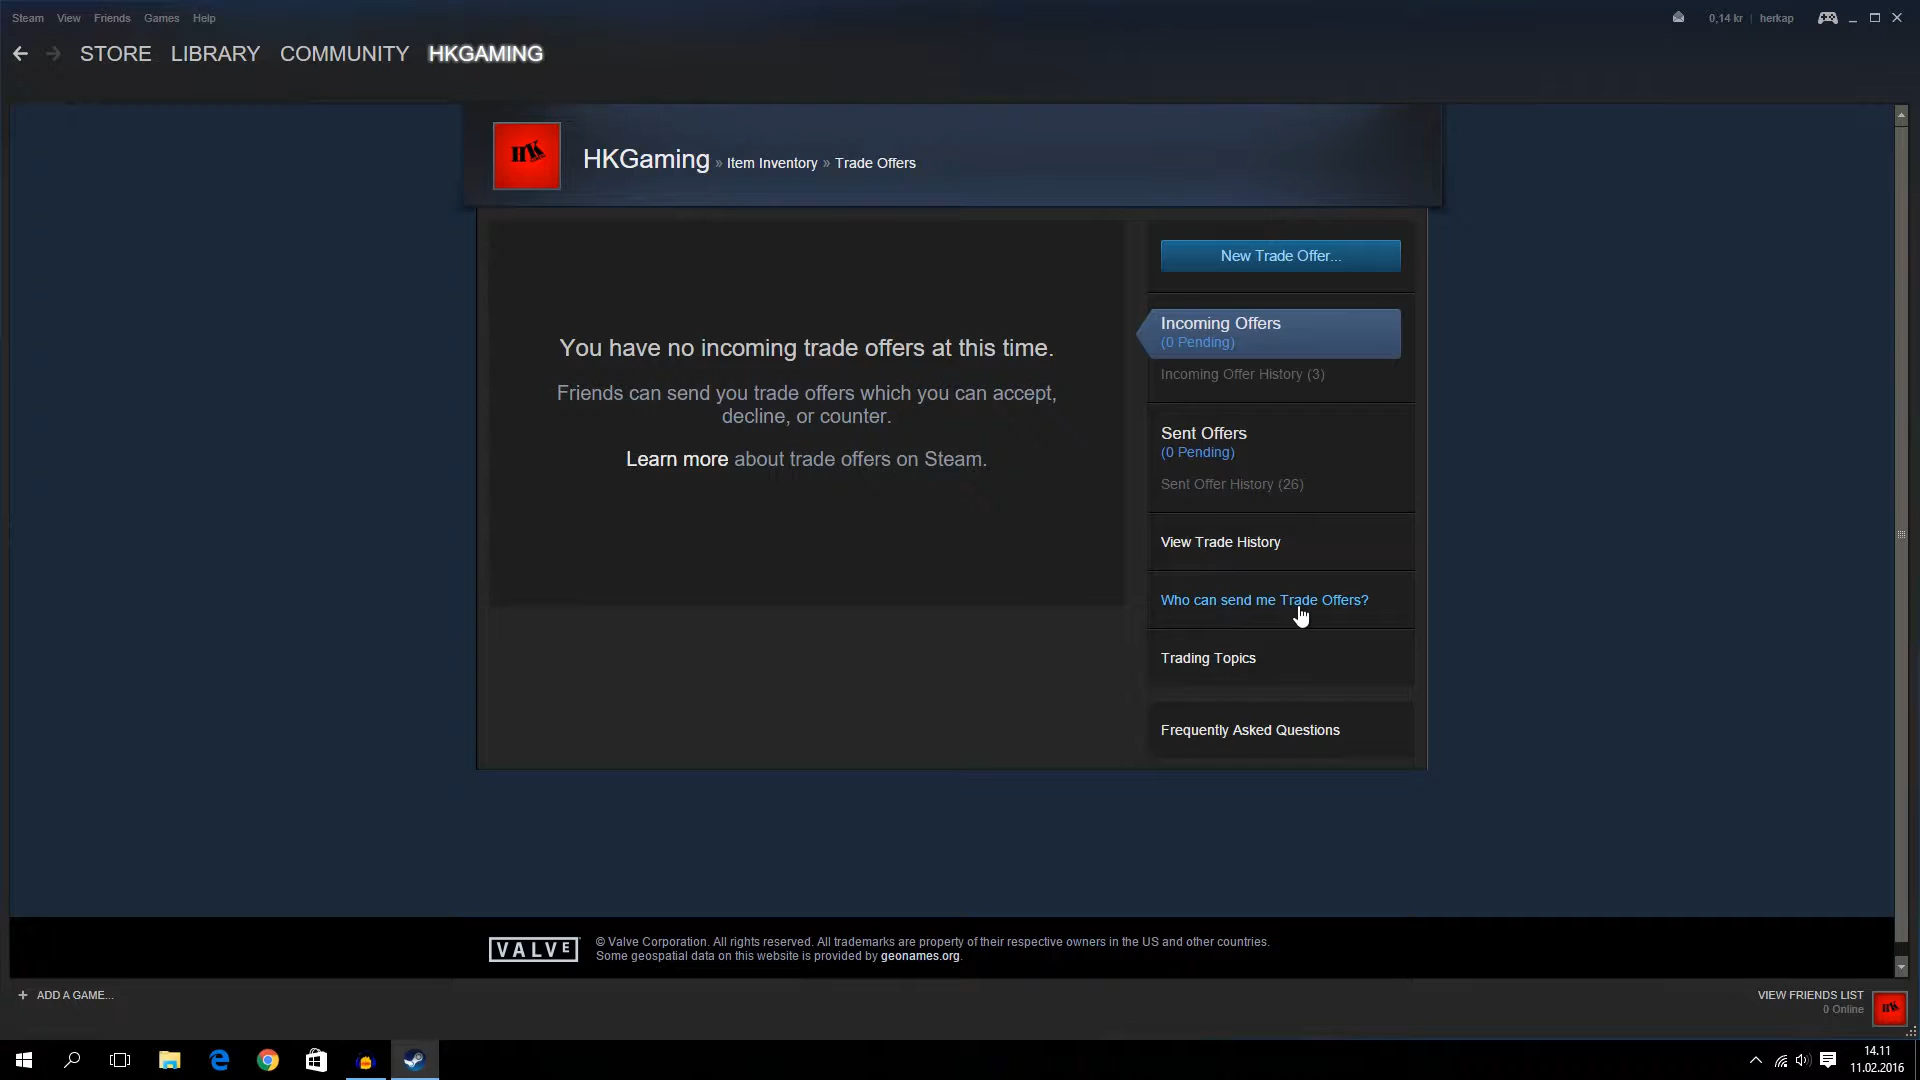 Steam View Friends Games Help
0,14 kr | herkap
STORE LIBRARY COMMUNITY HKGAMING
HK
HKGaming » Item Inventory » Trade Offers
New Trade Offer...
You have no incoming trade offers at this time.
Friends can send you trade offers which you can accept,
decline, or counter.
Learn more about trade offers on Steam.
Incoming Offers
(0 Pending)
Incoming Offer History (3)
Sent Offers
(0 Pending)
Sent Offer History (26)
View Trade History
Who can send me Trade Offers?
Trading Topics
Frequently Asked Questions
VALVE
© Valve Corporation. All rights reserved. All trademarks are property of their respective owners in the US and other countries.
Some geospatial data on this website is provided by geonames.org.
+ ADD A GAME...
VIEW FRIENDS LIST
0 Online
HK
14.11
11.02.2016